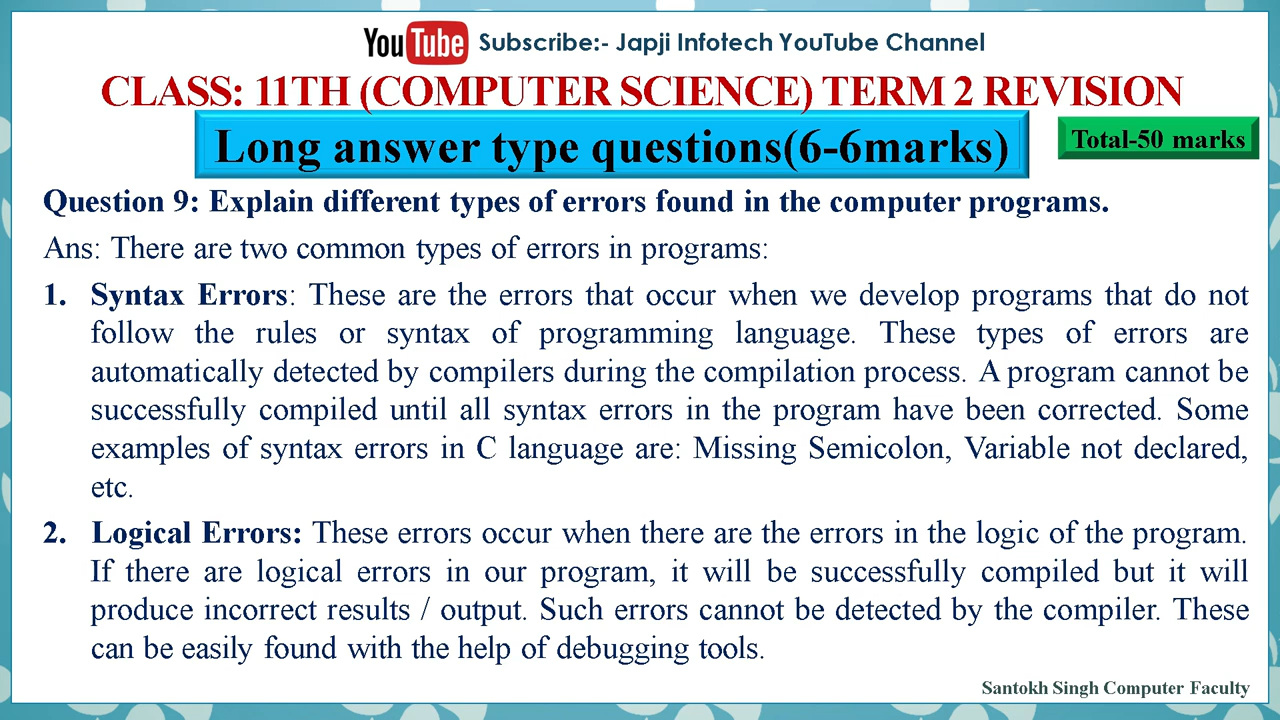 YouTube Subscribe:- Japji Infotech YouTube Channel
CLASS: 11TH (COMPUTER SCIENCE) TERM 2 REVISION
Long answer type questions(6-6marks)
Total-50 marks
Question 9: Explain different types of errors found in the computer programs.
Ans: There are two common types of errors in programs:
1. Syntax Errors: These are the errors that occur when we develop programs that do not
follow the rules or syntax of programming language. These types of errors are
automatically detected by compilers during the compilation process. A program cannot be
successfully compiled until all syntax errors in the program have been corrected. Some
examples of syntax errors in C language are: Missing Semicolon, Variable not declared,
etc.
2. Logical Errors: These errors occur when there are the errors in the logic of the program.
If there are logical errors in our program, it will be successfully compiled but it will
produce incorrect results / output. Such errors cannot be detected by the compiler. These
can be easily found with the help of debugging tools.
Santokh Singh Computer Faculty